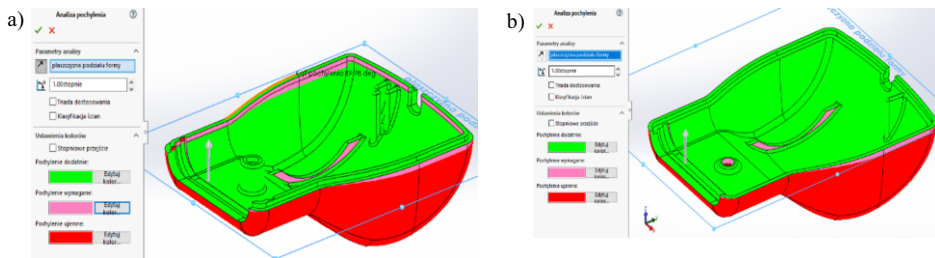 a)
Analiza pochylenia
Parametry analizy
płaszczyzna podziału formy
1.00stopnie
Triada dostosowania
Klasyfikacja ścian
Ustawienia kolorów
Stopniowe przejście
Pochylenie dodatnie:
Edytuj
kolor...
Pochylenie wymagane:
Edytuj
kolor...
Pochylenie ujemne:
Edytuj
kolor...
pochylenia
deg
b)
Analiza pochylenia
Parametry analizy
płaszczyzna podziału formy
1.00stopnie
Triada dostosowania
Klasyfikacja ścian
Ustawienia kolorów
Stopniowe przejście
Pochylenie dodatnie:
Edytuj
kolor...
Pochylenie wymagane:
Edytuj
kolor...
Pochylenie ujemne:
Edytuj
kolor...